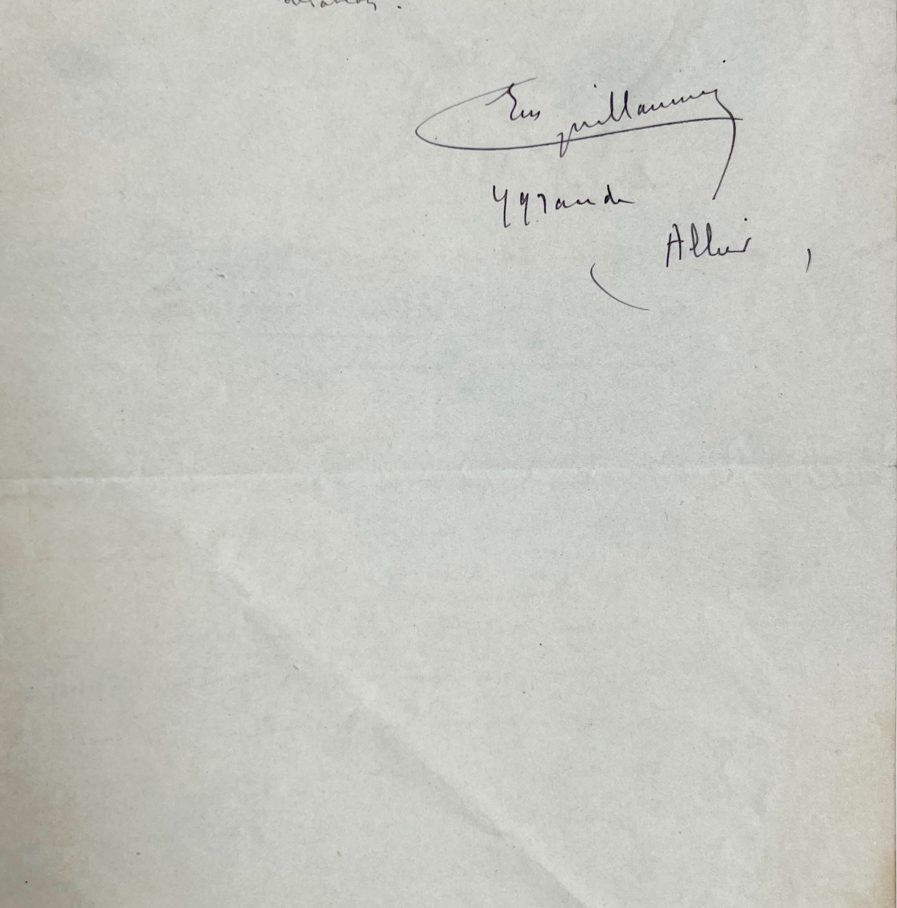 Em Guillaumin
Ygrande
(Allier)